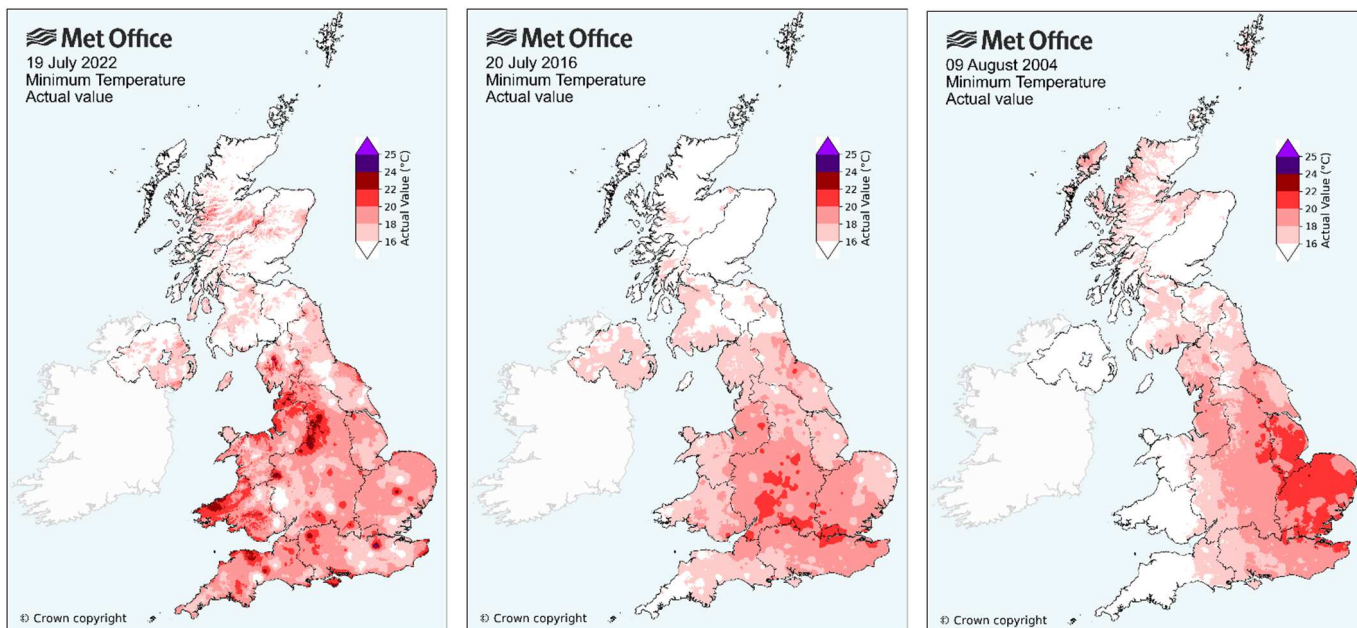 Met Office
19 July 2022
Minimum Temperature
Actual value
25
24
22
20
18
16
Actual Value (°C)
© Crown copyright
Met Office
20 July 2016
Minimum Temperature
Actual value
25
24
22
20
18
16
Actual Value (°C)
© Crown copyright
Met Office
09 August 2004
Minimum Temperature
Actual value
25
24
22
20
18
16
Actual Value (°C)
© Crown copyright